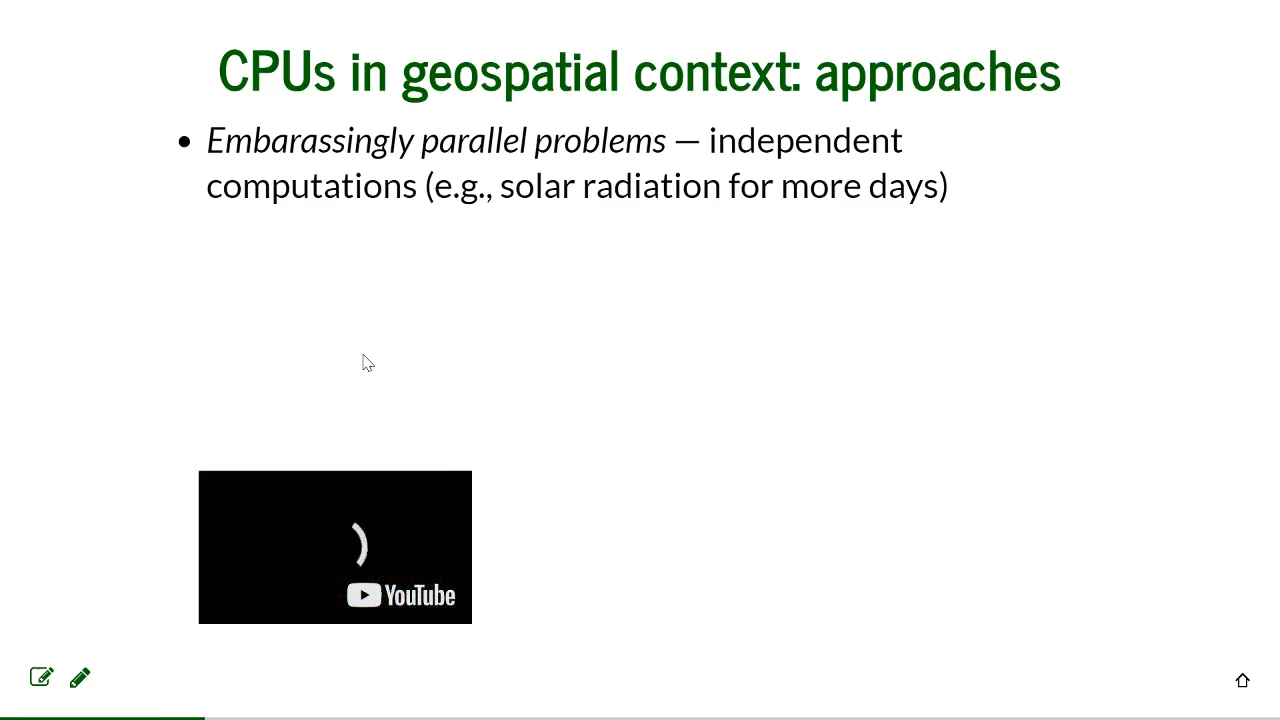 CPUs in geospatial context: approaches
• Embarassingly parallel problems — independent
computations (e.g., solar radiation for more days)
YouTube